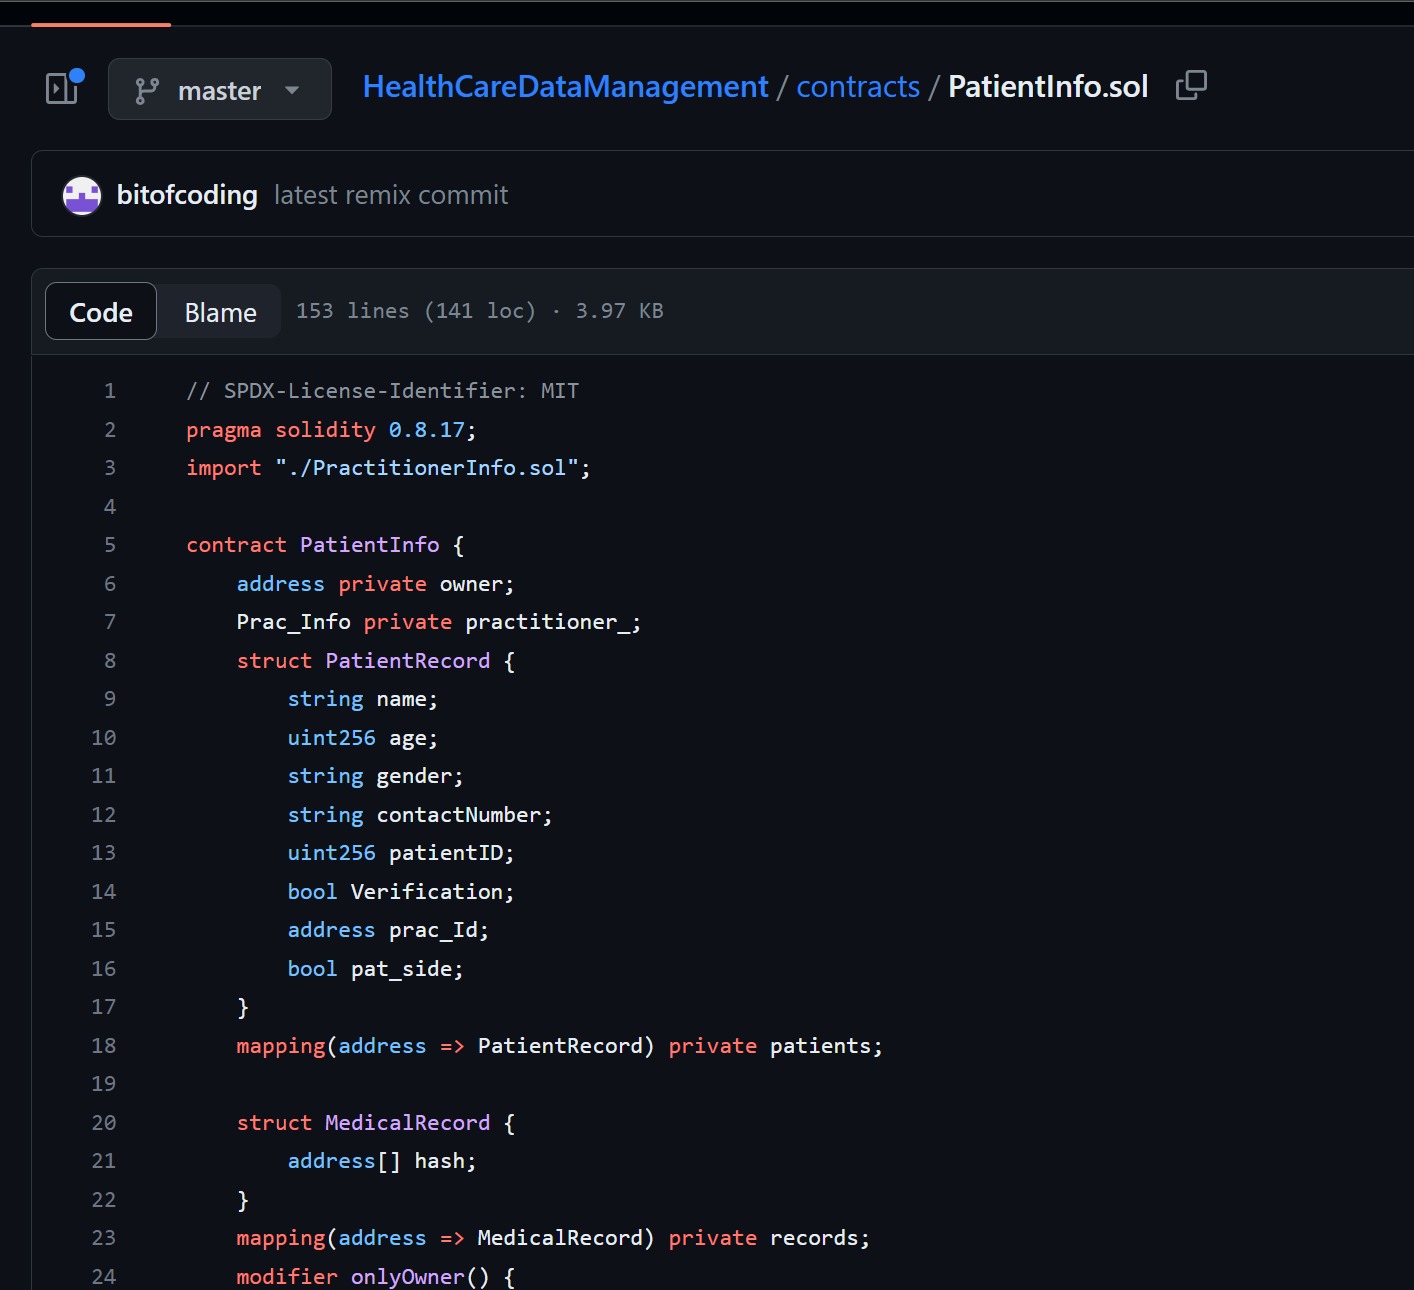 master HealthCareDataManagement / contracts / PatientInfo.sol
bitofcoding latest remix commit
Code Blame 153 lines (141 loc) · 3.97 KB
1 // SPDX-License-Identifier: MIT
2 pragma solidity 0.8.17;
3 import "./PractitionerInfo.sol";
4
5 contract PatientInfo {
6     address private owner;
7     Prac_Info private practitioner_;
8     struct PatientRecord {
9         string name;
10         uint256 age;
11         string gender;
12         string contactNumber;
13         uint256 patientID;
14         bool Verification;
15         address prac_Id;
16         bool pat_side;
17     }
18     mapping(address => PatientRecord) private patients;
19
20     struct MedicalRecord {
21         address[] hash;
22     }
23     mapping(address => MedicalRecord) private records;
24     modifier onlyOwner() {